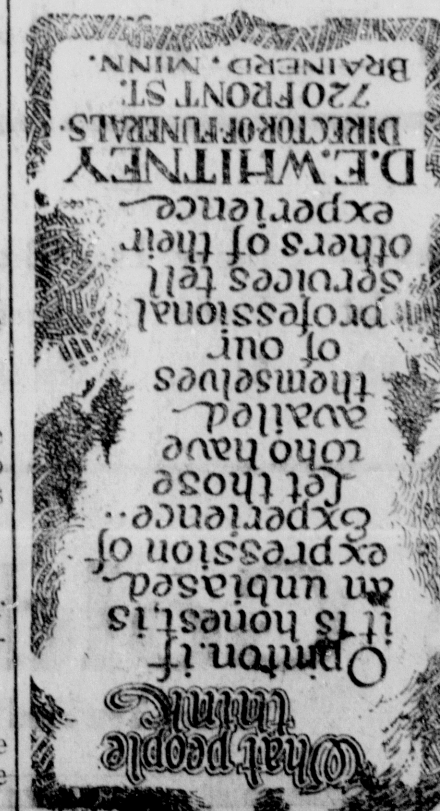 What people
think
Opinion, if
it is honest, is
an unbiased
expression of
experience..
Let those
who have
availed
themselves
of our
professional
services tell
others of their
experience
D.E.WHITNEY
DIRECTOR·OF·FUNERALS·
720 FRONT ST.
BRAINERD, MINN.